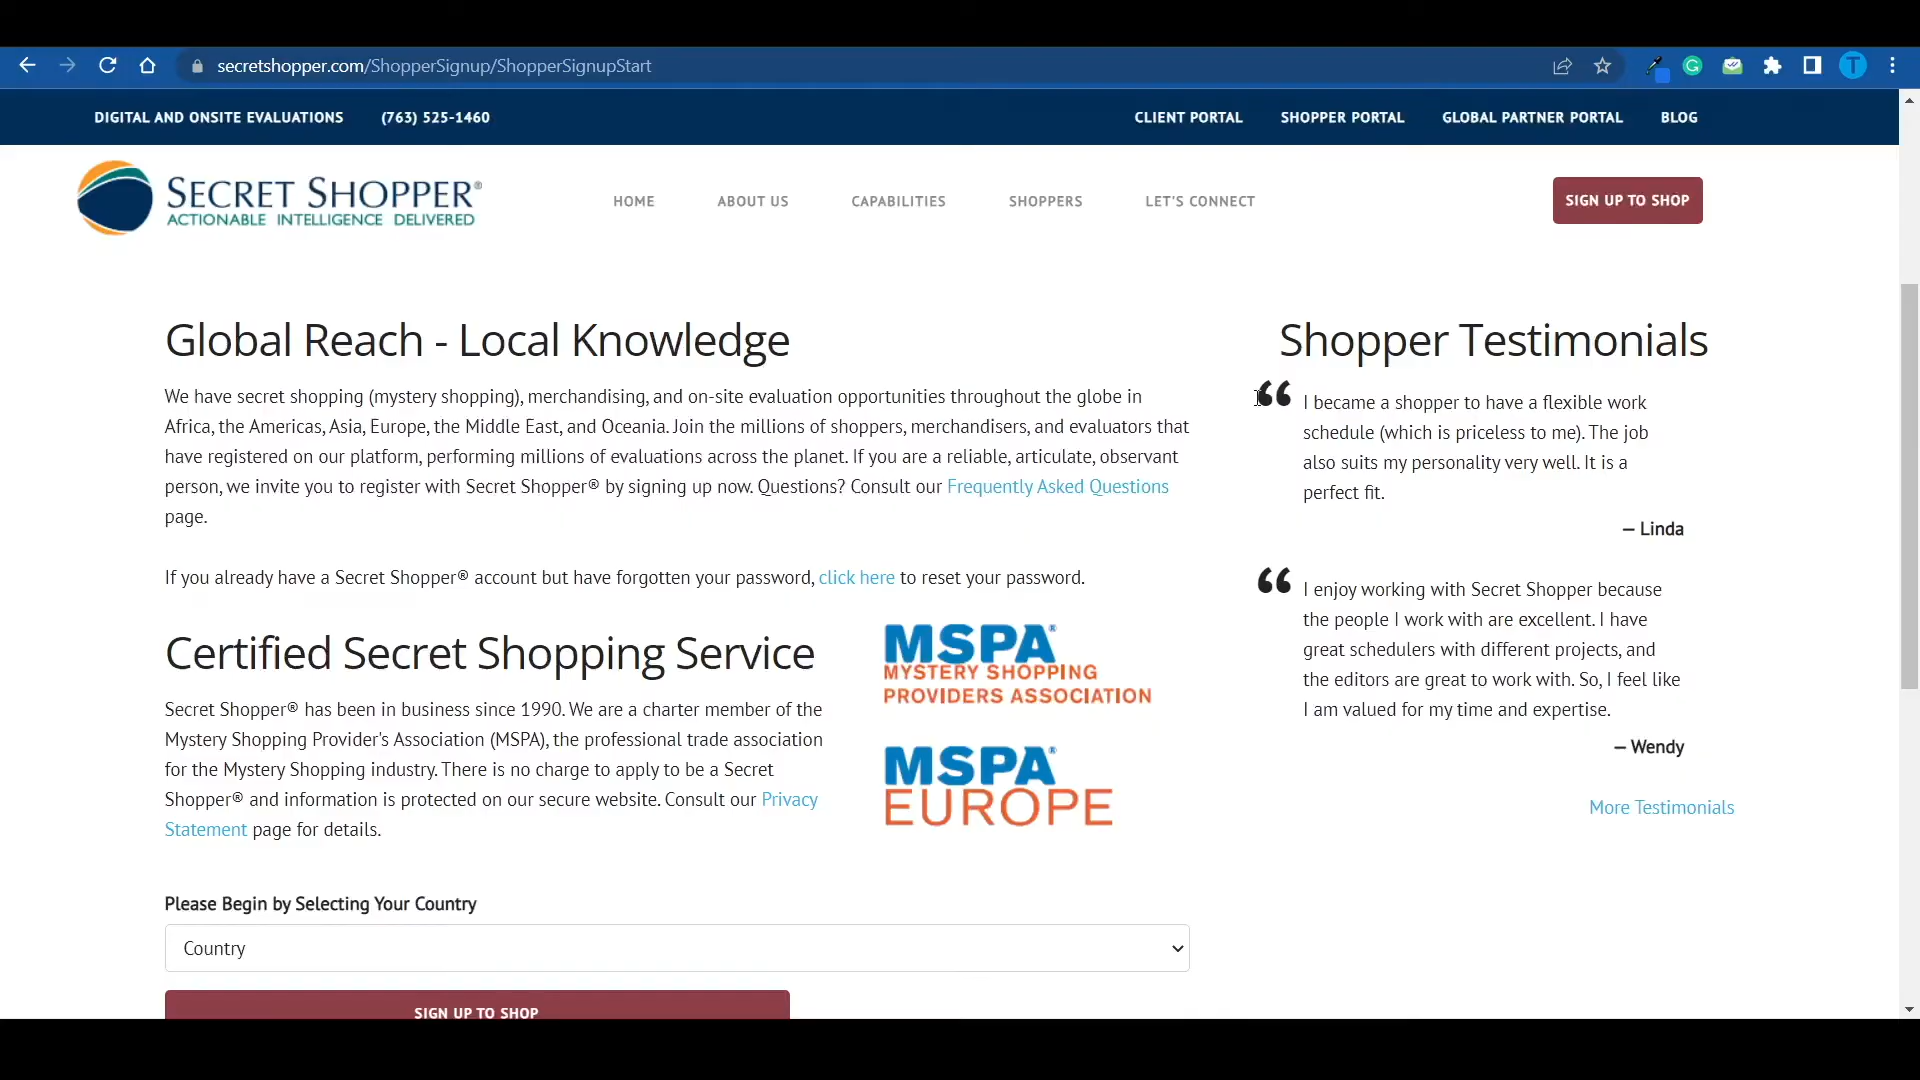 secretshopper.com/ShopperSignup/ShopperSignupStart
T
DIGITAL AND ONSITE EVALUATIONS (763) 525-1460 CLIENT PORTAL SHOPPER PORTAL GLOBAL PARTNER PORTAL BLOG
SECRET SHOPPER®
ACTIONABLE INTELLIGENCE DELIVERED
HOME ABOUT US CAPABILITIES SHOPPERS LET'S CONNECT
SIGN UP TO SHOP
Global Reach - Local Knowledge
We have secret shopping (mystery shopping), merchandising, and on-site evaluation opportunities throughout the globe in
Africa, the Americas, Asia, Europe, the Middle East, and Oceania. Join the millions of shoppers, merchandisers, and evaluators that
have registered on our platform, performing millions of evaluations across the planet. If you are a reliable, articulate, observant
person, we invite you to register with Secret Shopper® by signing up now. Questions? Consult our Frequently Asked Questions
page.
If you already have a Secret Shopper® account but have forgotten your password, click here to reset your password.
Certified Secret Shopping Service
Secret Shopper® has been in business since 1990. We are a charter member of the
Mystery Shopping Provider's Association (MSPA), the professional trade association
for the Mystery Shopping industry. There is no charge to apply to be a Secret
Shopper® and information is protected on our secure website. Consult our Privacy
Statement page for details.
MSPA®
MYSTERY SHOPPING
PROVIDERS ASSOCIATION
MSPA®
EUROPE
Please Begin by Selecting Your Country
Country
SIGN UP TO SHOP
Shopper Testimonials
“ I became a shopper to have a flexible work
schedule (which is priceless to me). The job
also suits my personality very well. It is a
perfect fit.
— Linda
“ I enjoy working with Secret Shopper because
the people I work with are excellent. I have
great schedulers with different projects, and
the editors are great to work with. So, I feel like
I am valued for my time and expertise.
— Wendy
More Testimonials